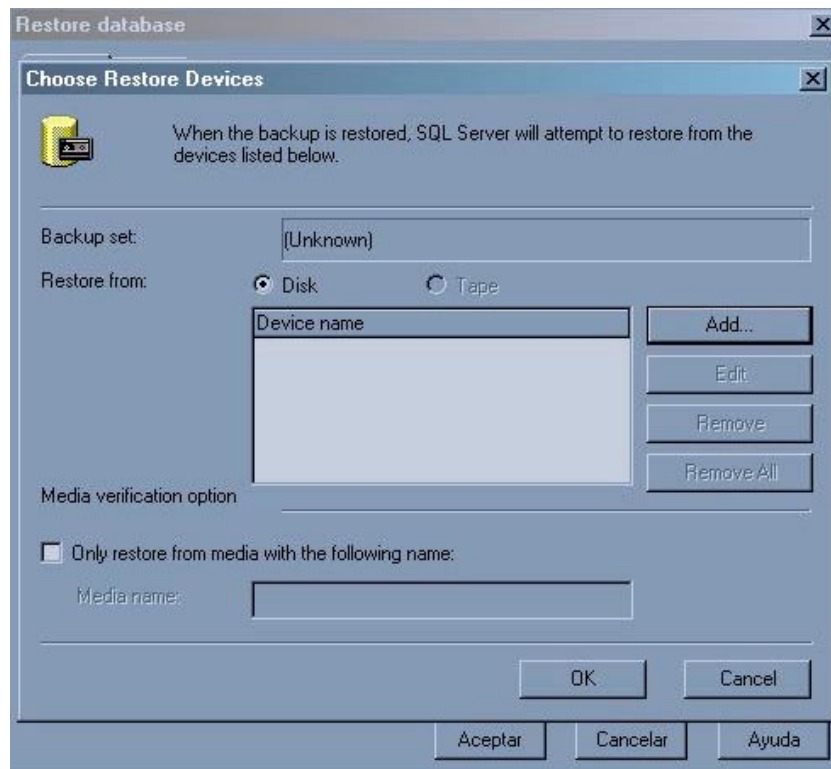 Restore database
Choose Restore Devices
When the backup is restored, SQL Server will attempt to restore from the
devices listed below.
Backup set:
(Unknown)
Restore from:
Disk
Tape
Device name
Add...
Edit
Remove
Remove All
Media verification option
Only restore from media with the following name:
Media name:
OK
Cancel
Aceptar
Cancelar
Ayuda